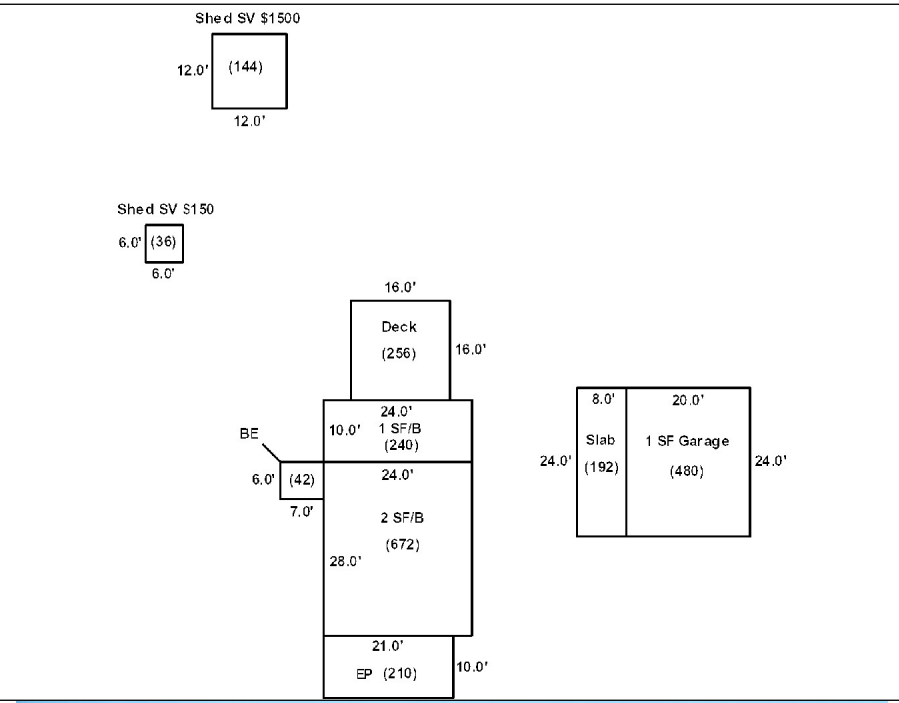 Shed SV $1500
12.0'
(144)
12.0'
Shed SV $150
6.0'
(36)
6.0'
16.0'
Deck
(256)
16.0'
24.0'
10.0'
1 SF/B
(240)
BE
6.0'
(42)
7.0'
24.0'
2 SF/B
(672)
28.0'
21.0'
EP (210)
10.0'
8.0'
20.0'
Slab
(192)
1 SF Garage
(480)
24.0'
24.0'